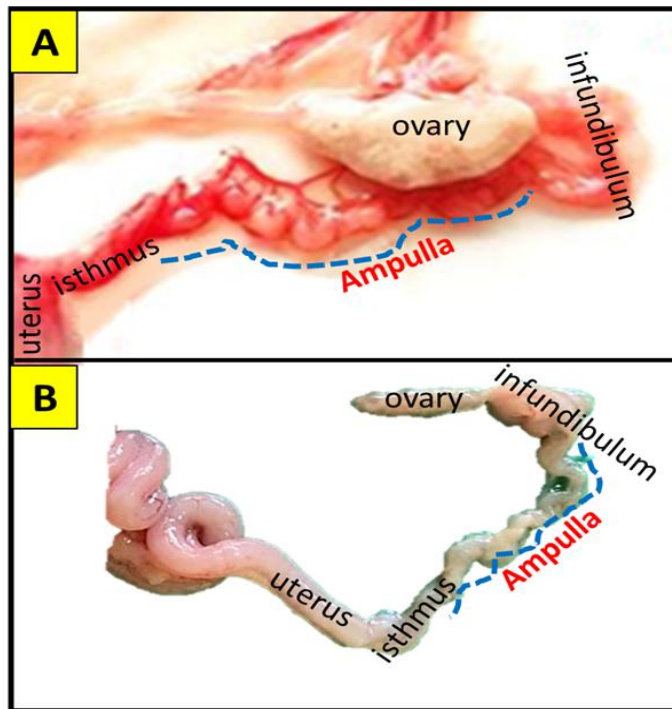 A
ovary
infundibulum
Ampulla
isthmus
uterus
B
ovary
infundibulum
Ampulla
isthmus
uterus